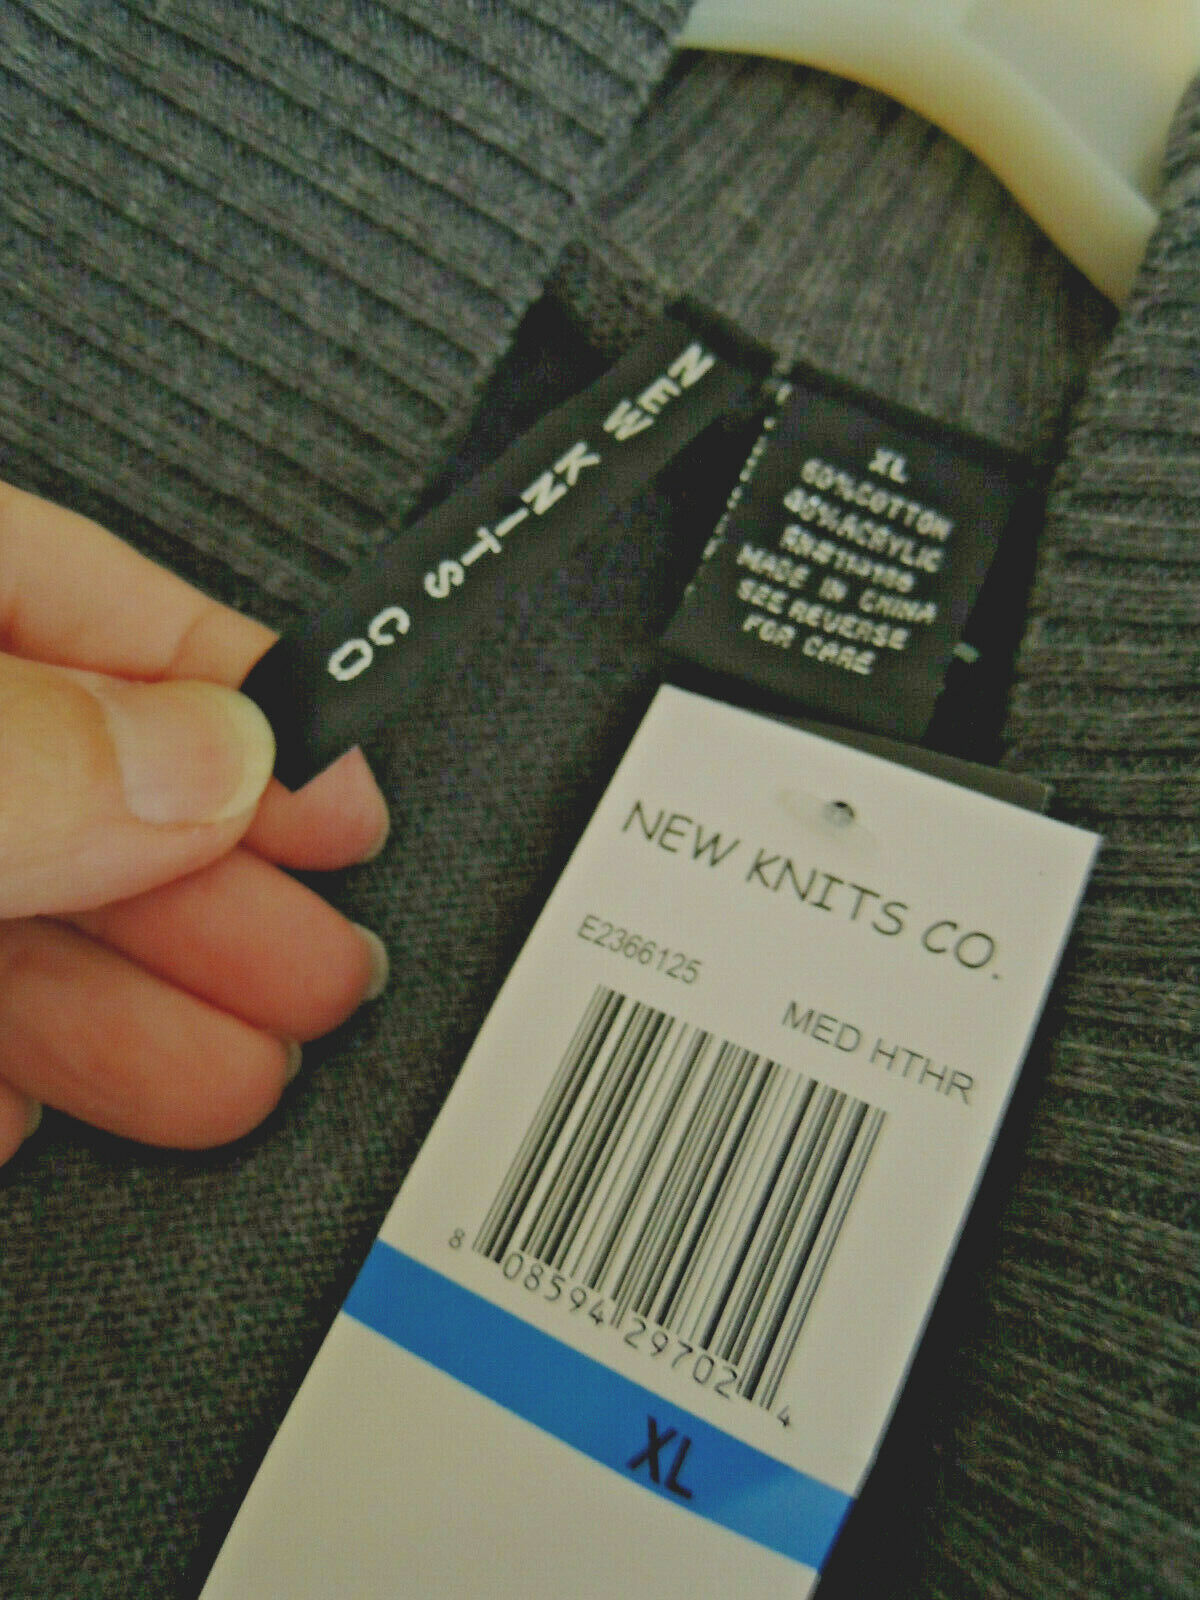 NEW KNITS CO
XL
60%COTTON
40%ACRYLIC
MADE IN CHINA
SEE REVERSE
FOR CARE
NEW KNITS CO.
E2366125
MED HTHR
8 08594 29702 4
XL